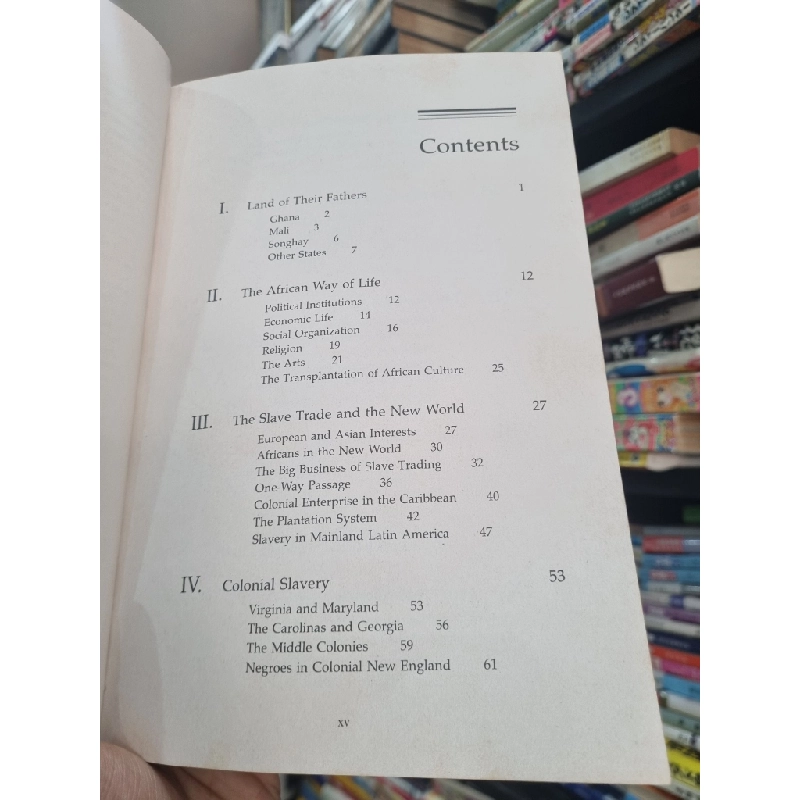 Contents
I. Land of Their Fathers 1
Ghana 2
Mali 3
Songhay 6
Other States 7
II. The African Way of Life 12
Political Institutions 12
Economic Life 14
Social Organization 16
Religion 19
The Arts 21
The Transplantation of African Culture 25
III. The Slave Trade and the New World 27
European and Asian Interests 27
Africans in the New World 30
The Big Business of Slave Trading 32
One Way Passage 36
Colonial Enterprise in the Caribbean 40
The Plantation System 42
Slavery in Mainland Latin America 47
IV. Colonial Slavery 53
Virginia and Maryland 53
The Carolinas and Georgia 56
The Middle Colonies 59
Negroes in Colonial New England 61
xv